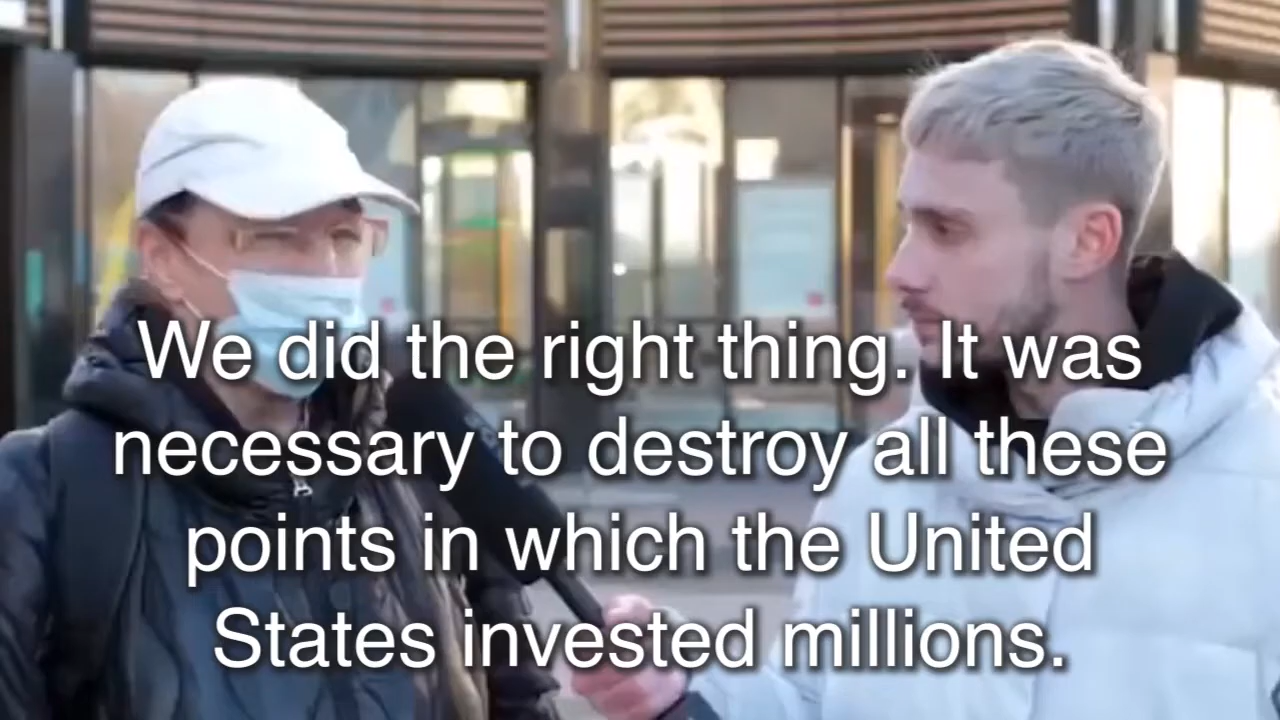 We did the right thing. It was
necessary to destroy all these
points in which the United
States invested millions.